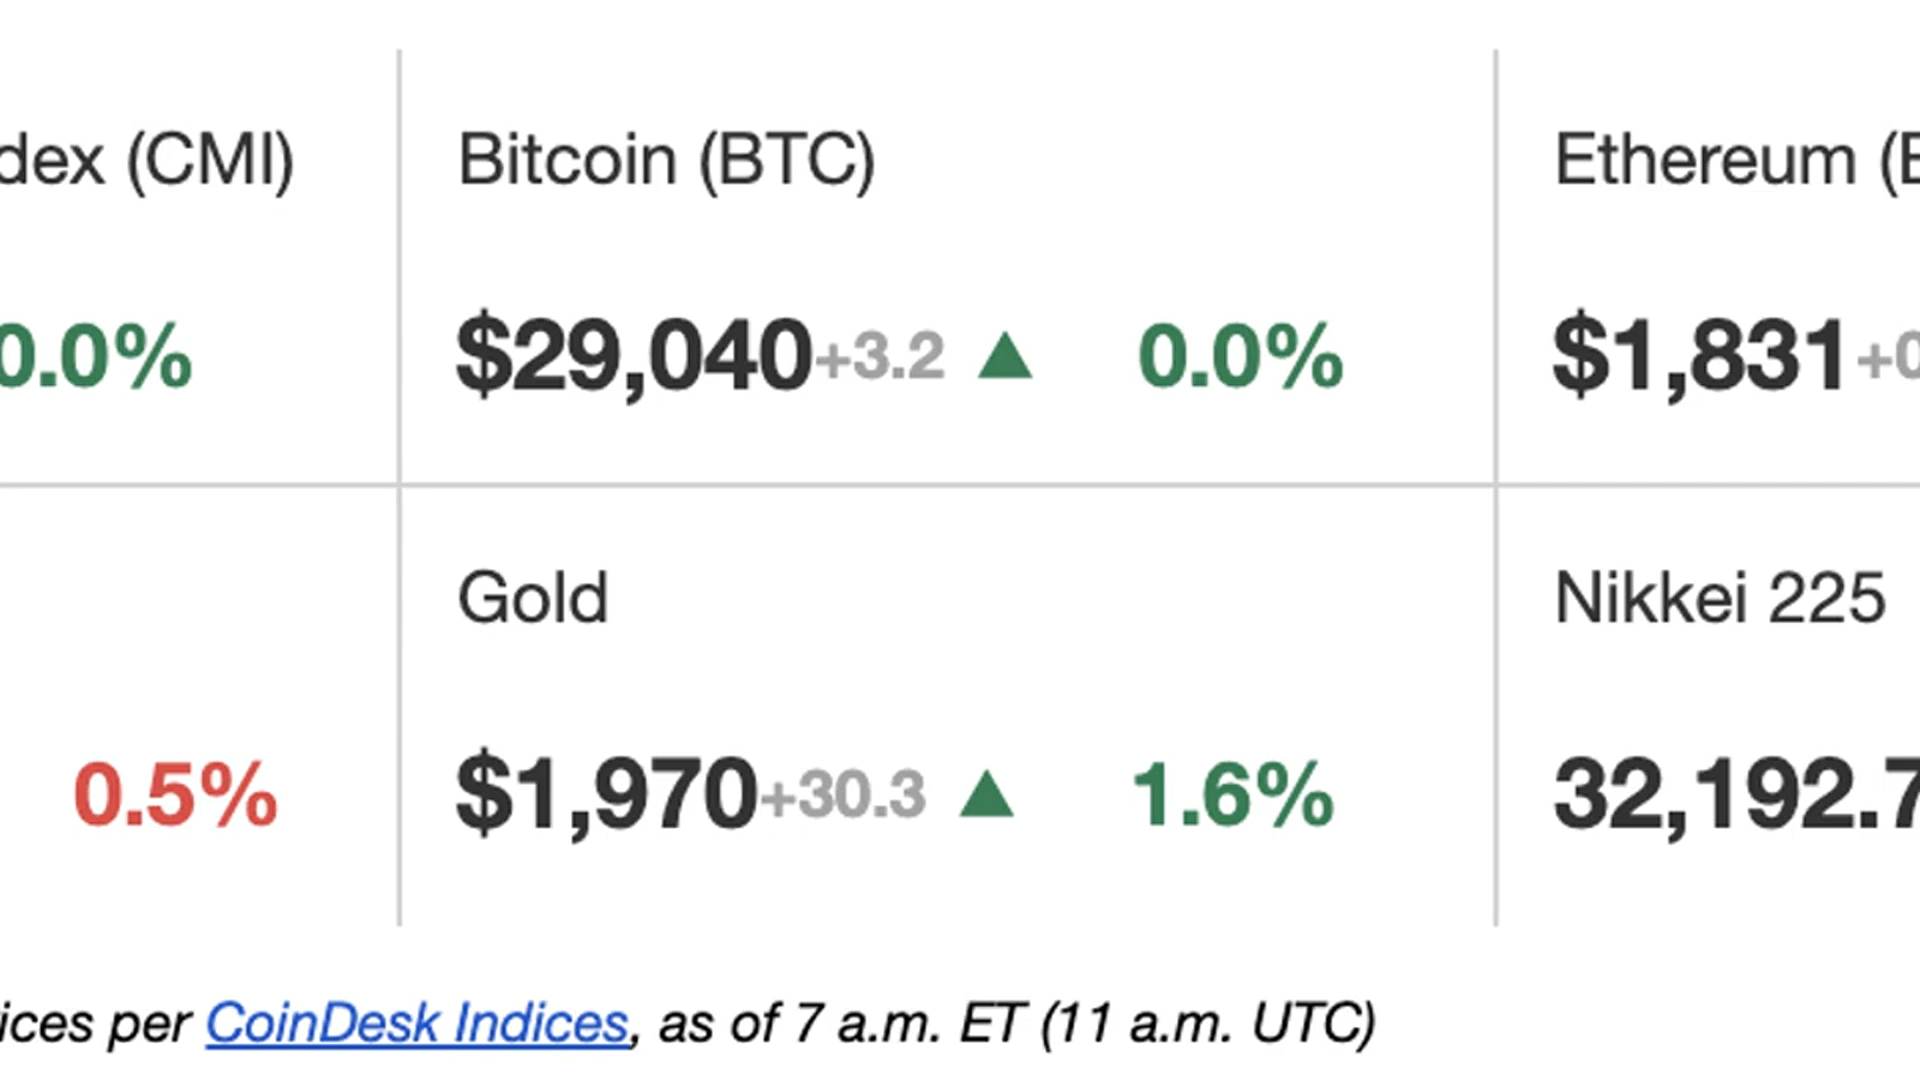 dex (CMI) Bitcoin (BTC) Ethereum (E
0.0% $29,040 +3.2 ▲ 0.0% $1,831 +0
Gold Nikkei 225
0.5% $1,970 +30.3 ▲ 1.6% 32,192.7
ices per CoinDesk Indices, as of 7 a.m. ET (11 a.m. UTC)